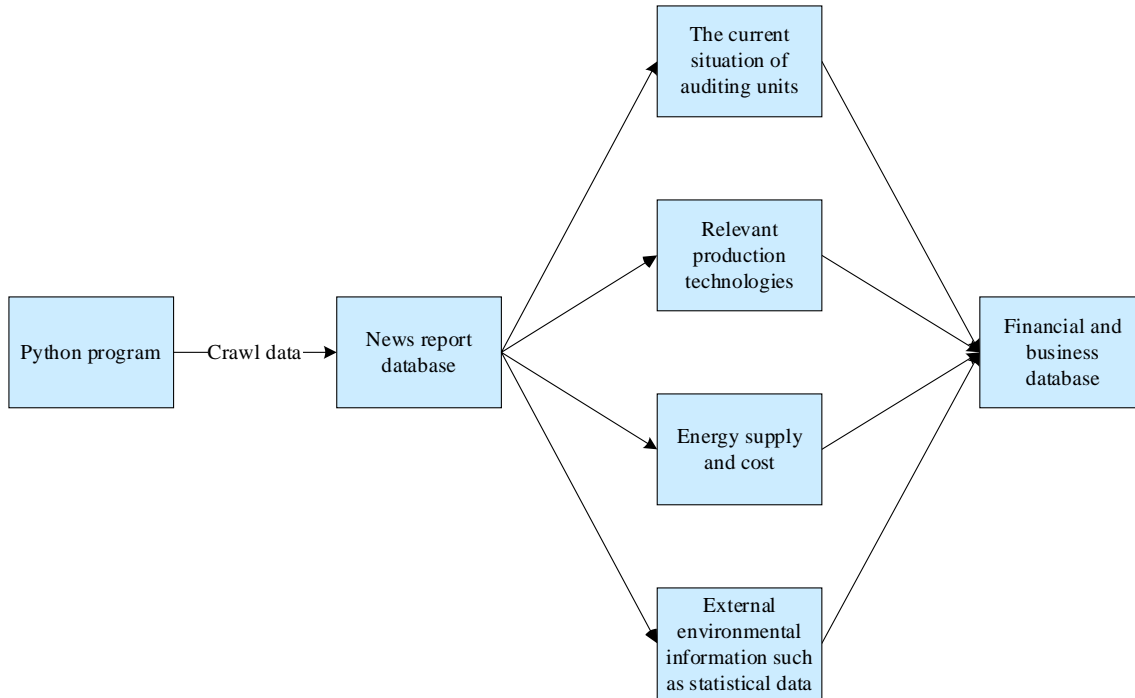 Python program
Crawl data
News report
database
The current
situation of
auditing units
Relevant
production
technologies
Energy supply
and cost
External
environmental
information such
as statistical data
Financial and
business
database